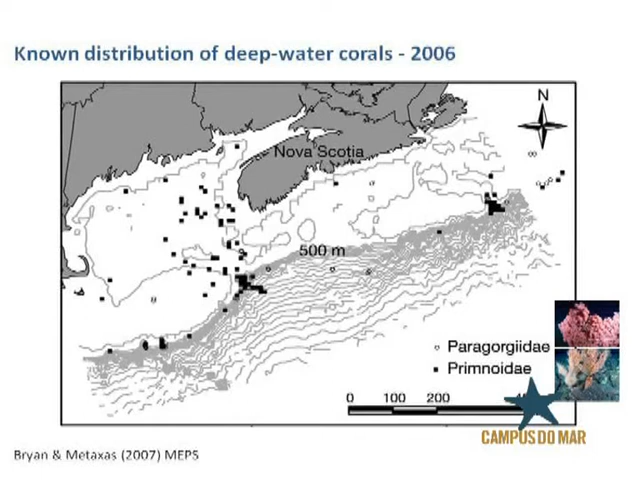 Known distribution of deep-water corals - 2006
N
Nova Scotia
500 m
Paragorgiidae
Primnoidae
0 100 200
CAMPUS DO MAR
Bryan & Metaxas (2007) MEPS